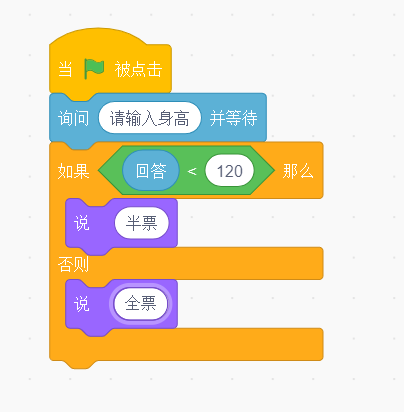 当 被点击
询问 请输入身高 并等待
如果 回答 < 120 那么
说 半票
否则
说 全票